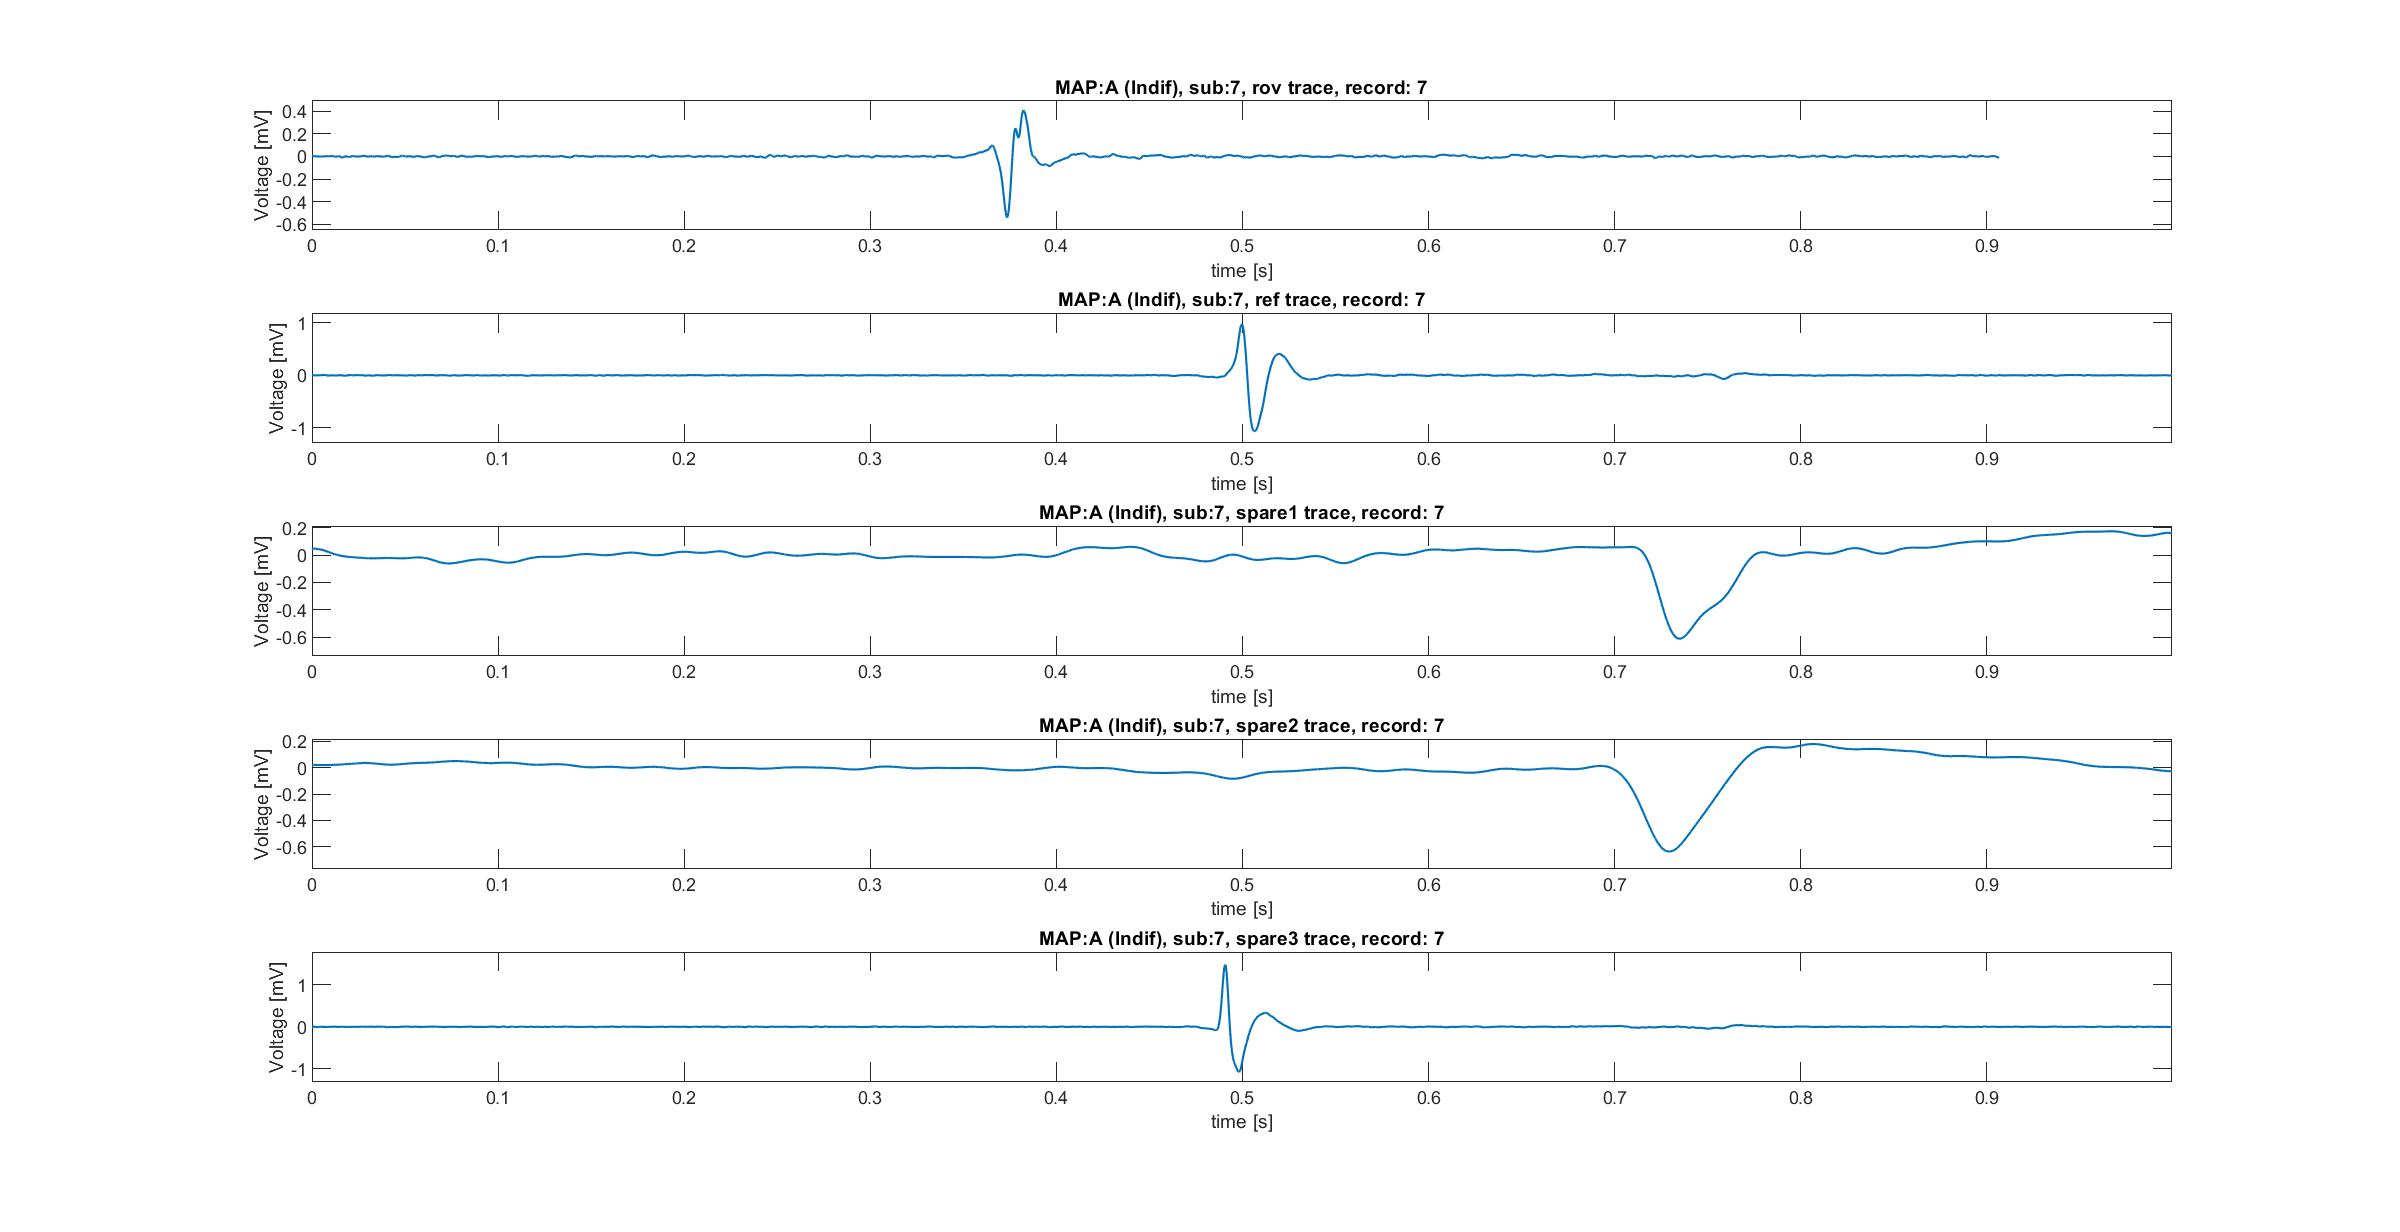 MAP:A (Indif), sub:7, rov trace, record: 7
Voltage [mV]
0.4
0.2
0
-0.2
-0.4
-0.6
0 0.1 0.2 0.3 0.4 0.5 0.6 0.7 0.8 0.9
time [s]
MAP:A (Indif), sub:7, ref trace, record: 7
Voltage [mV]
1
0
-1
0 0.1 0.2 0.3 0.4 0.5 0.6 0.7 0.8 0.9
time [s]
MAP:A (Indif), sub:7, spare1 trace, record: 7
Voltage [mV]
0.2
0
-0.2
-0.4
-0.6
0 0.1 0.2 0.3 0.4 0.5 0.6 0.7 0.8 0.9
time [s]
MAP:A (Indif), sub:7, spare2 trace, record: 7
Voltage [mV]
0.2
0
-0.2
-0.4
-0.6
0 0.1 0.2 0.3 0.4 0.5 0.6 0.7 0.8 0.9
time [s]
MAP:A (Indif), sub:7, spare3 trace, record: 7
Voltage [mV]
1
0
-1
0 0.1 0.2 0.3 0.4 0.5 0.6 0.7 0.8 0.9
time [s]